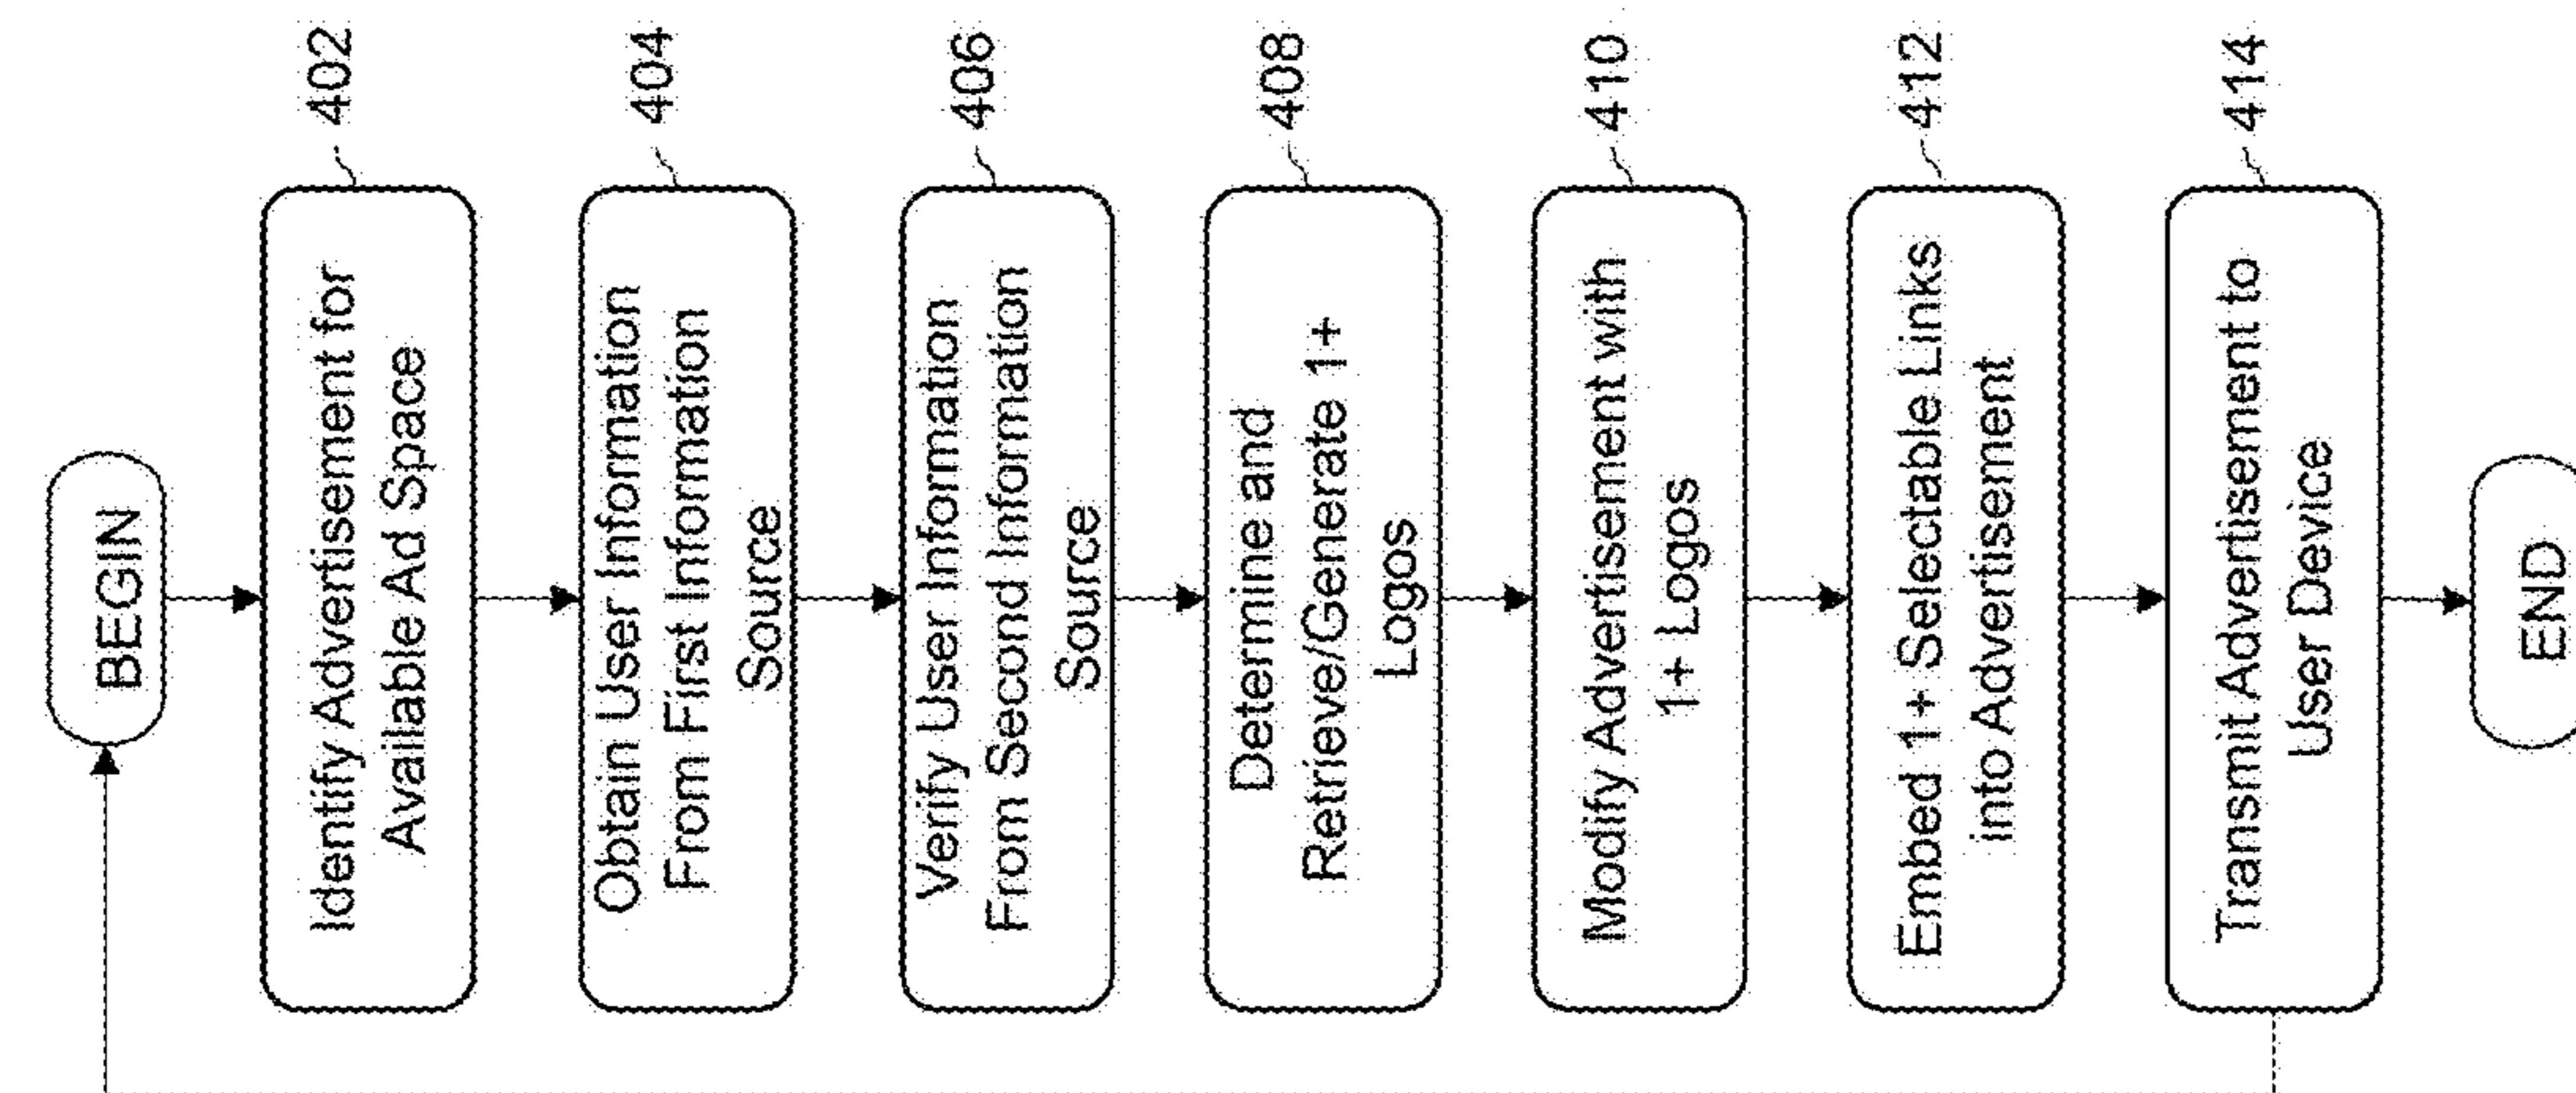 BEGIN
Identify Advertisement for
Available Ad Space
402
Obtain User Information
From First Information
Source
404
Verify User Information
From Second Information
Source
406
Determine and
Retrieve/Generate 1+
Logos
408
Modify Advertisement with
1+ Logos
410
Embed 1+ Selectable Links
into Advertisement
412
Transmit Advertisement to
User Device
414
END